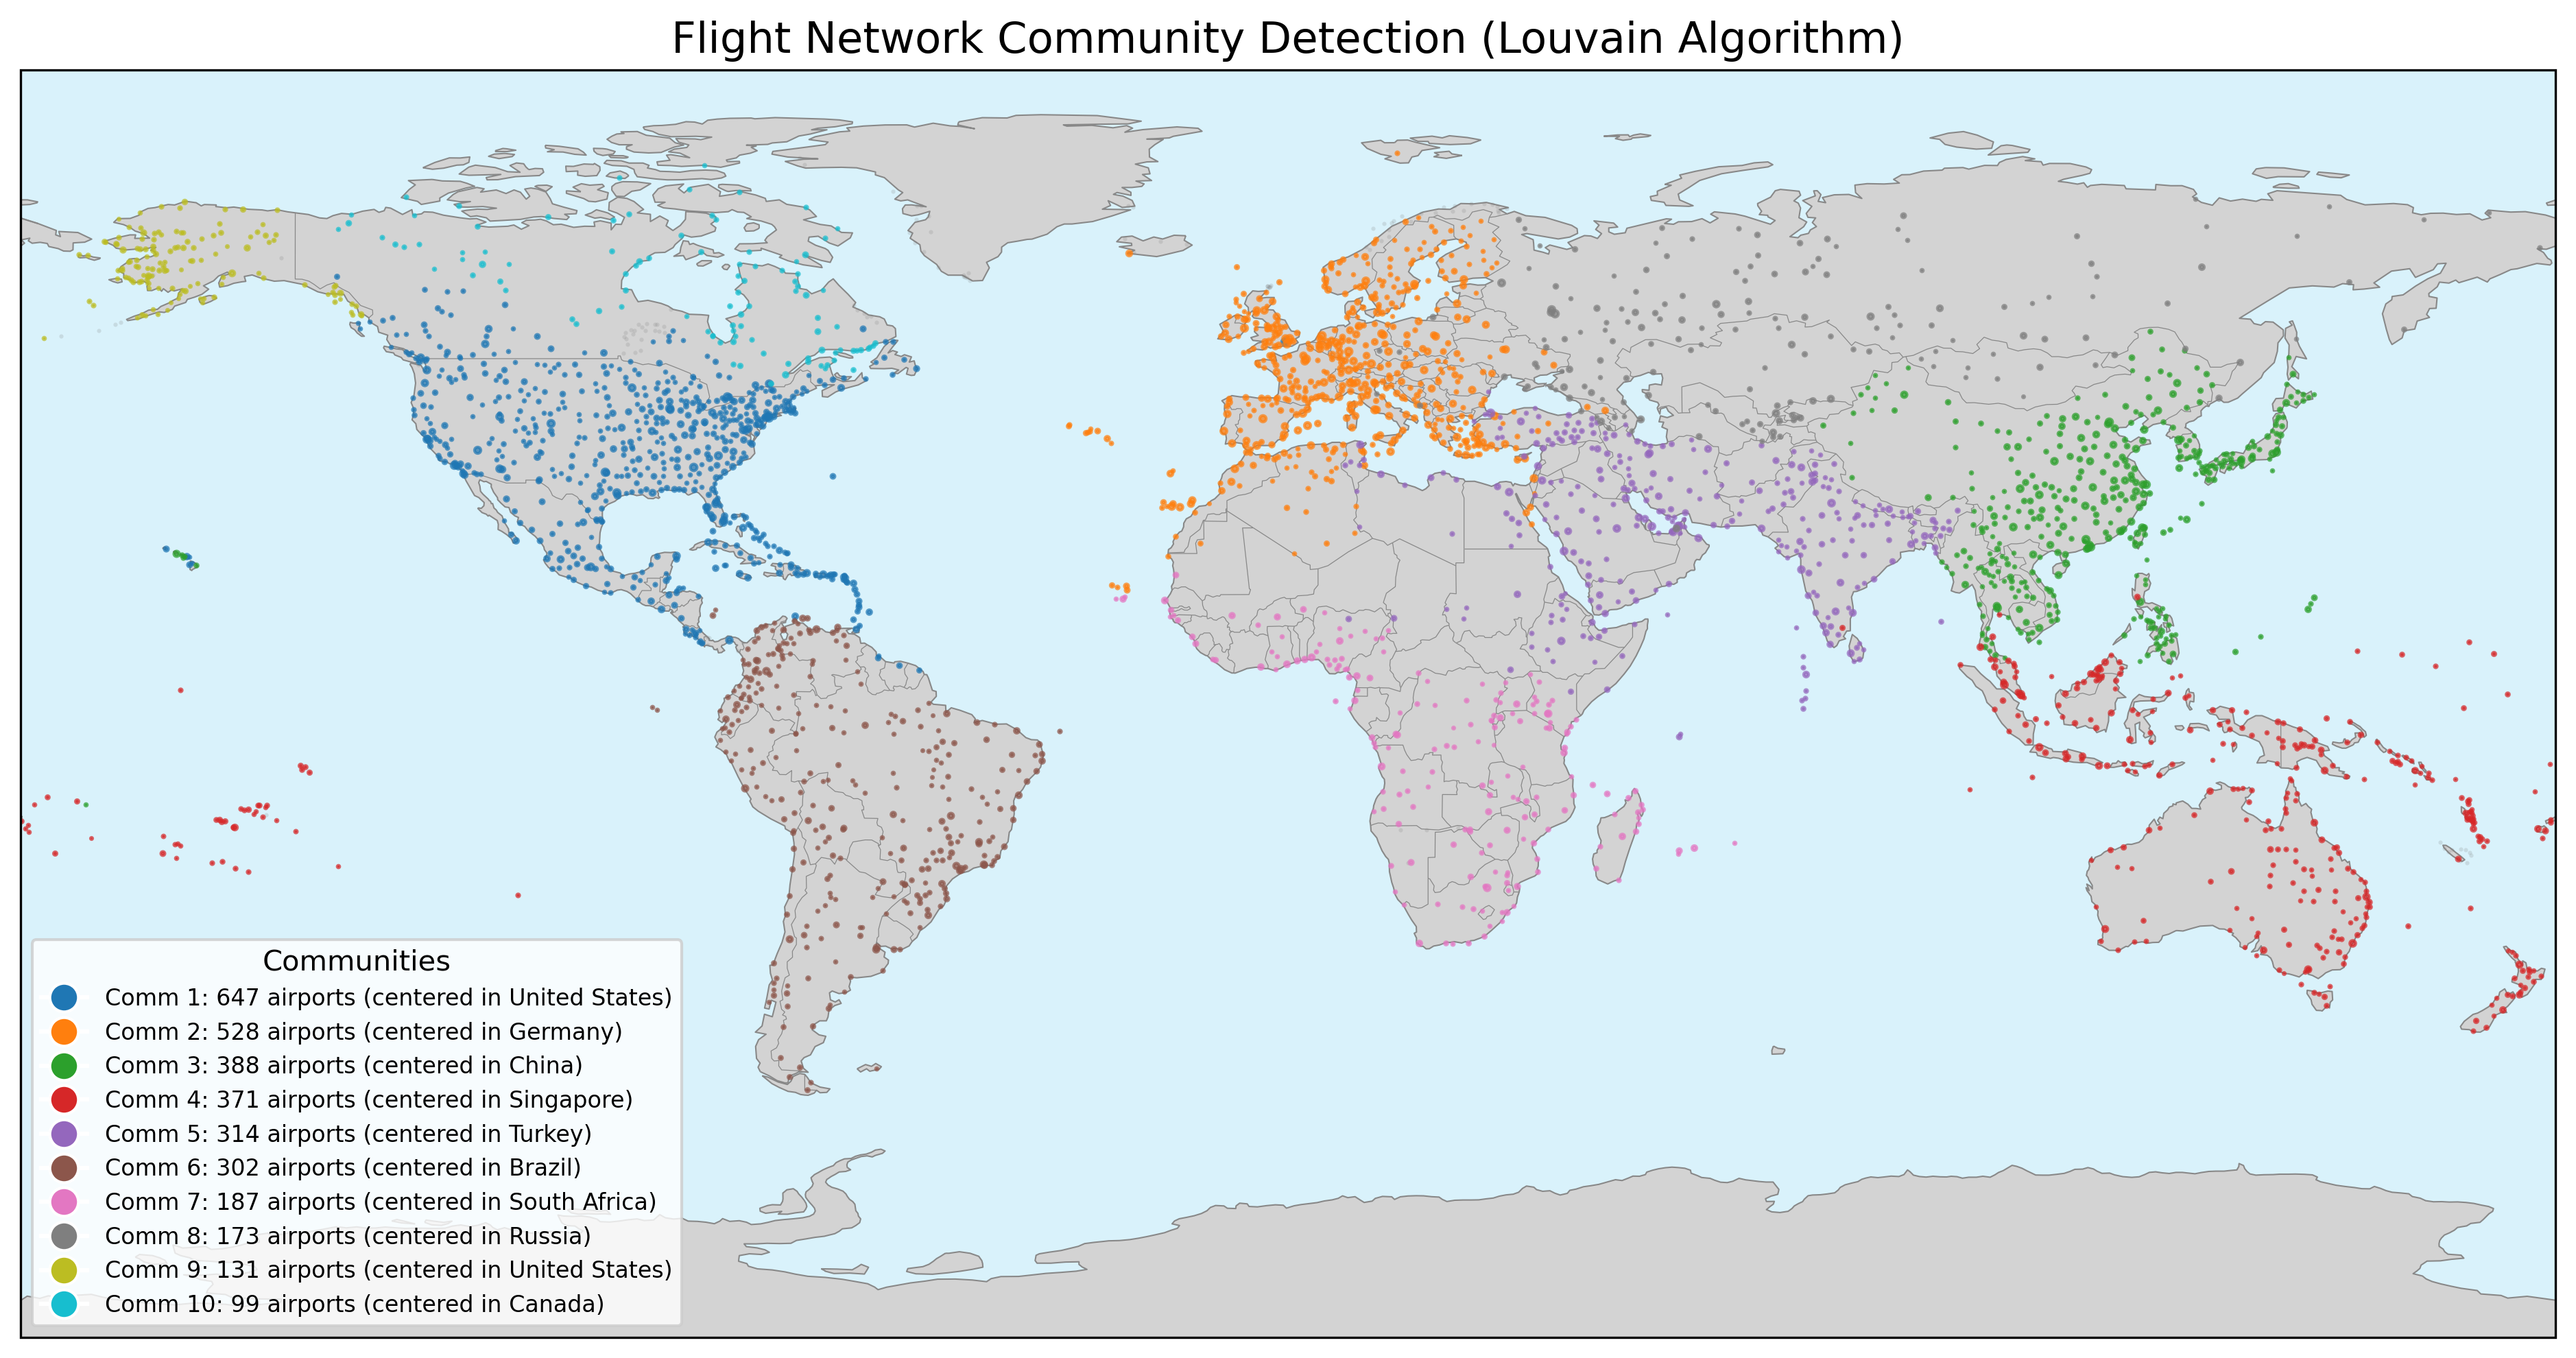 Flight Network Community Detection (Louvain Algorithm)
Communities
Comm 1: 647 airports (centered in United States)
Comm 2: 528 airports (centered in Germany)
Comm 3: 388 airports (centered in China)
Comm 4: 371 airports (centered in Singapore)
Comm 5: 314 airports (centered in Turkey)
Comm 6: 302 airports (centered in Brazil)
Comm 7: 187 airports (centered in South Africa)
Comm 8: 173 airports (centered in Russia)
Comm 9: 131 airports (centered in United States)
Comm 10: 99 airports (centered in Canada)